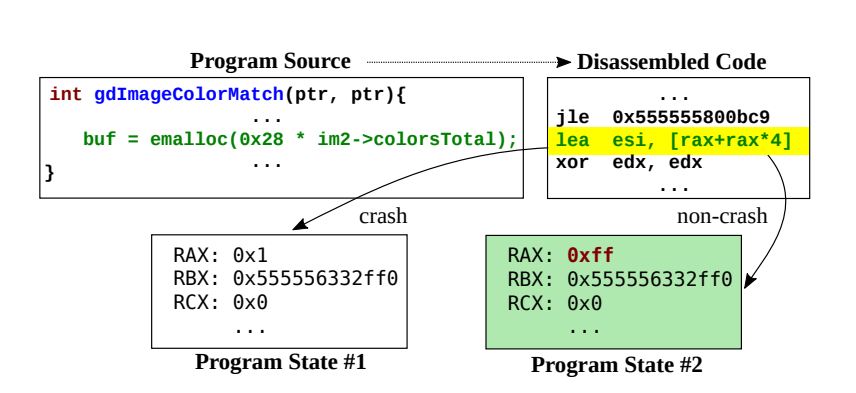 Program Source
Disassembled Code
int gdImageColorMatch(ptr, ptr){
...
buf = emalloc(0x28 * im2->colorsTotal);
...
}
...
jle 0x555555800bc9
lea esi, [rax+rax*4]
xor edx, edx
...
crash
non-crash
RAX: 0x1
RBX: 0x555556332ff0
RCX: 0x0
...
Program State #1
RAX: 0xff
RBX: 0x555556332ff0
RCX: 0x0
...
Program State #2